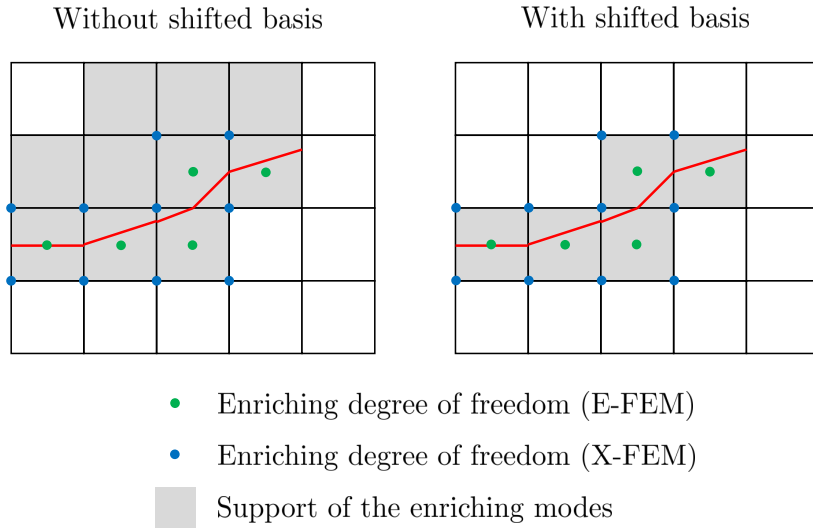 Without shifted basis
With shifted basis
Enriching degree of freedom (E-FEM)
Enriching degree of freedom (X-FEM)
Support of the enriching modes